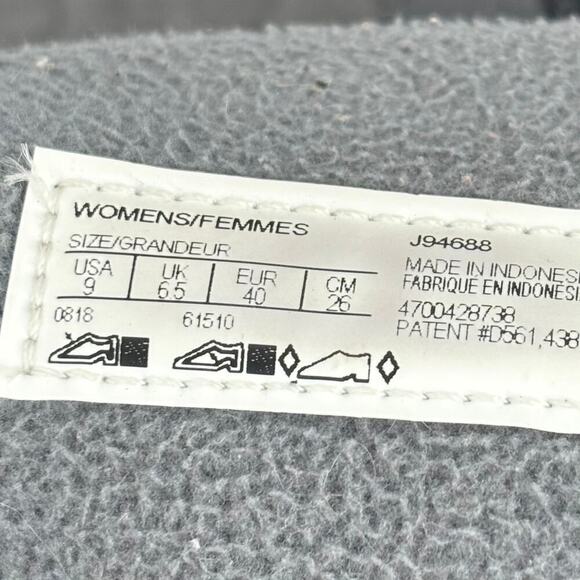 WOMENS/FEMMES
SIZE/GRANDEUR
USA UK EUR CM
9 6.5 40 26
0818 61510
J94688
MADE IN INDONESI
FABRIQUE EN INDONESI
4700428738
PATENT #D561,438